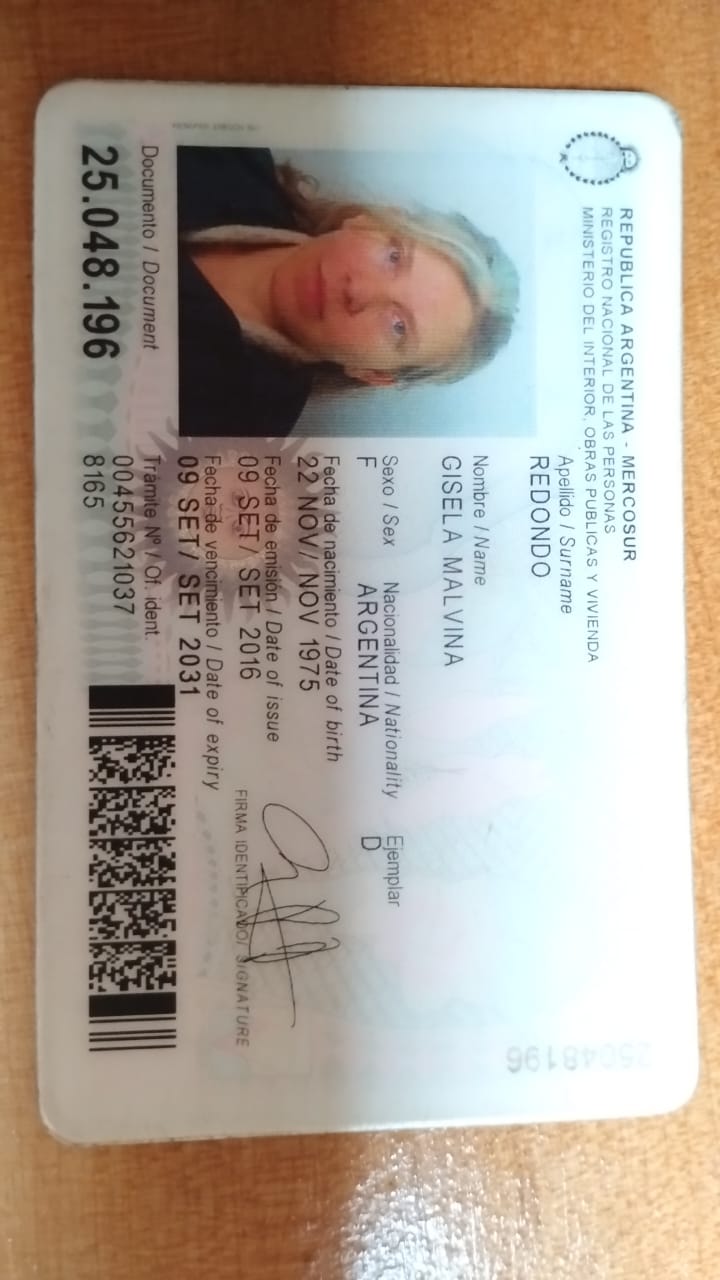 REPUBLICA ARGENTINA - MERCOSUR
REGISTRO NACIONAL DE LAS PERSONAS
MINISTERIO DEL INTERIOR, OBRAS PUBLICAS Y VIVIENDA
Apellido / Surname
REDONDO
Nombre / Name
GISELA MALVINA
Sexo / Sex Nacionalidad / Nationality Ejemplar
F ARGENTINA D
Fecha de nacimiento / Date of birth
22 NOV/ NOV 1975
Fecha de emisión / Date of issue
09 SET/ SET 2016
Fecha de vencimiento / Date of expiry
09 SET/ SET 2031
FIRMA IDENTIFICADO/ SIGNATURE
Documento / Document
25.048.196
Trámite Nº / Of. ident.
00455621037
8165
25048196